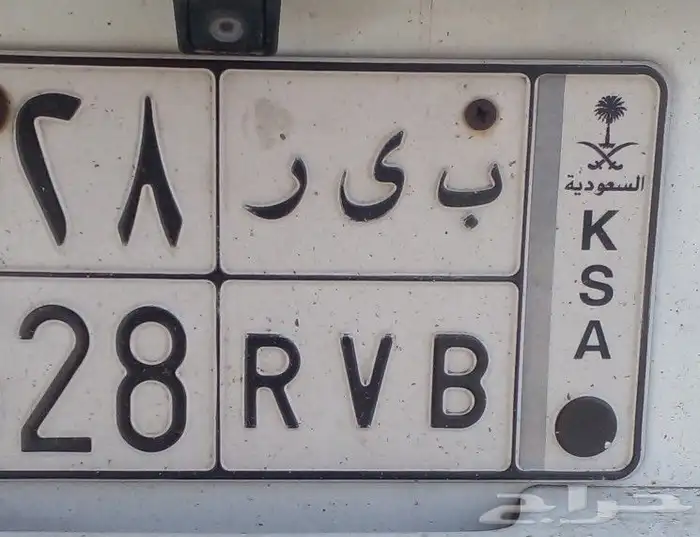 ٢٨ ب ى ر
28 RVB
السعودية
K
S
A
حراج